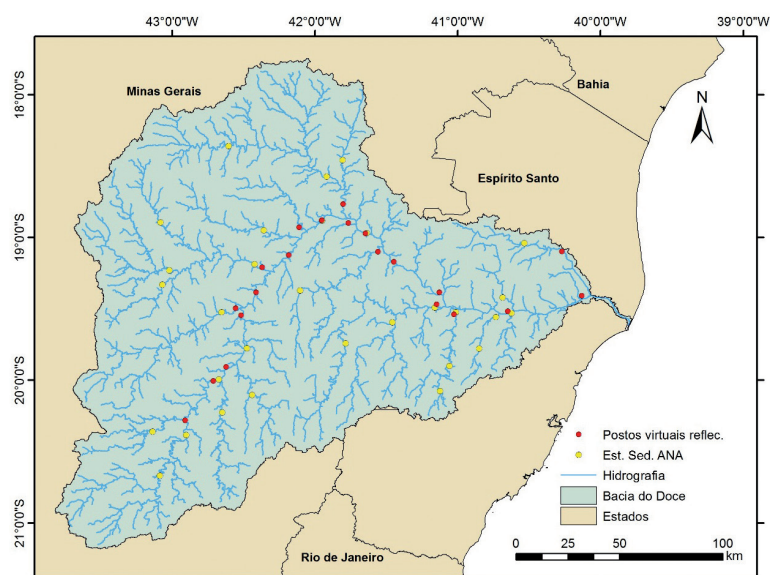 43°0'0"W 42°0'0"W 41°0'0"W 40°0'0"W 39°0'0"W
18°0'0"S
19°0'0"S
20°0'0"S
21°0'0"S
Minas Gerais
Bahia
N
Espírito Santo
Rio de Janeiro
Postos virtuais reflec.
Est. Sed. ANA
Hidrografia
Bacia do Doce
Estados
0 25 50 100
km